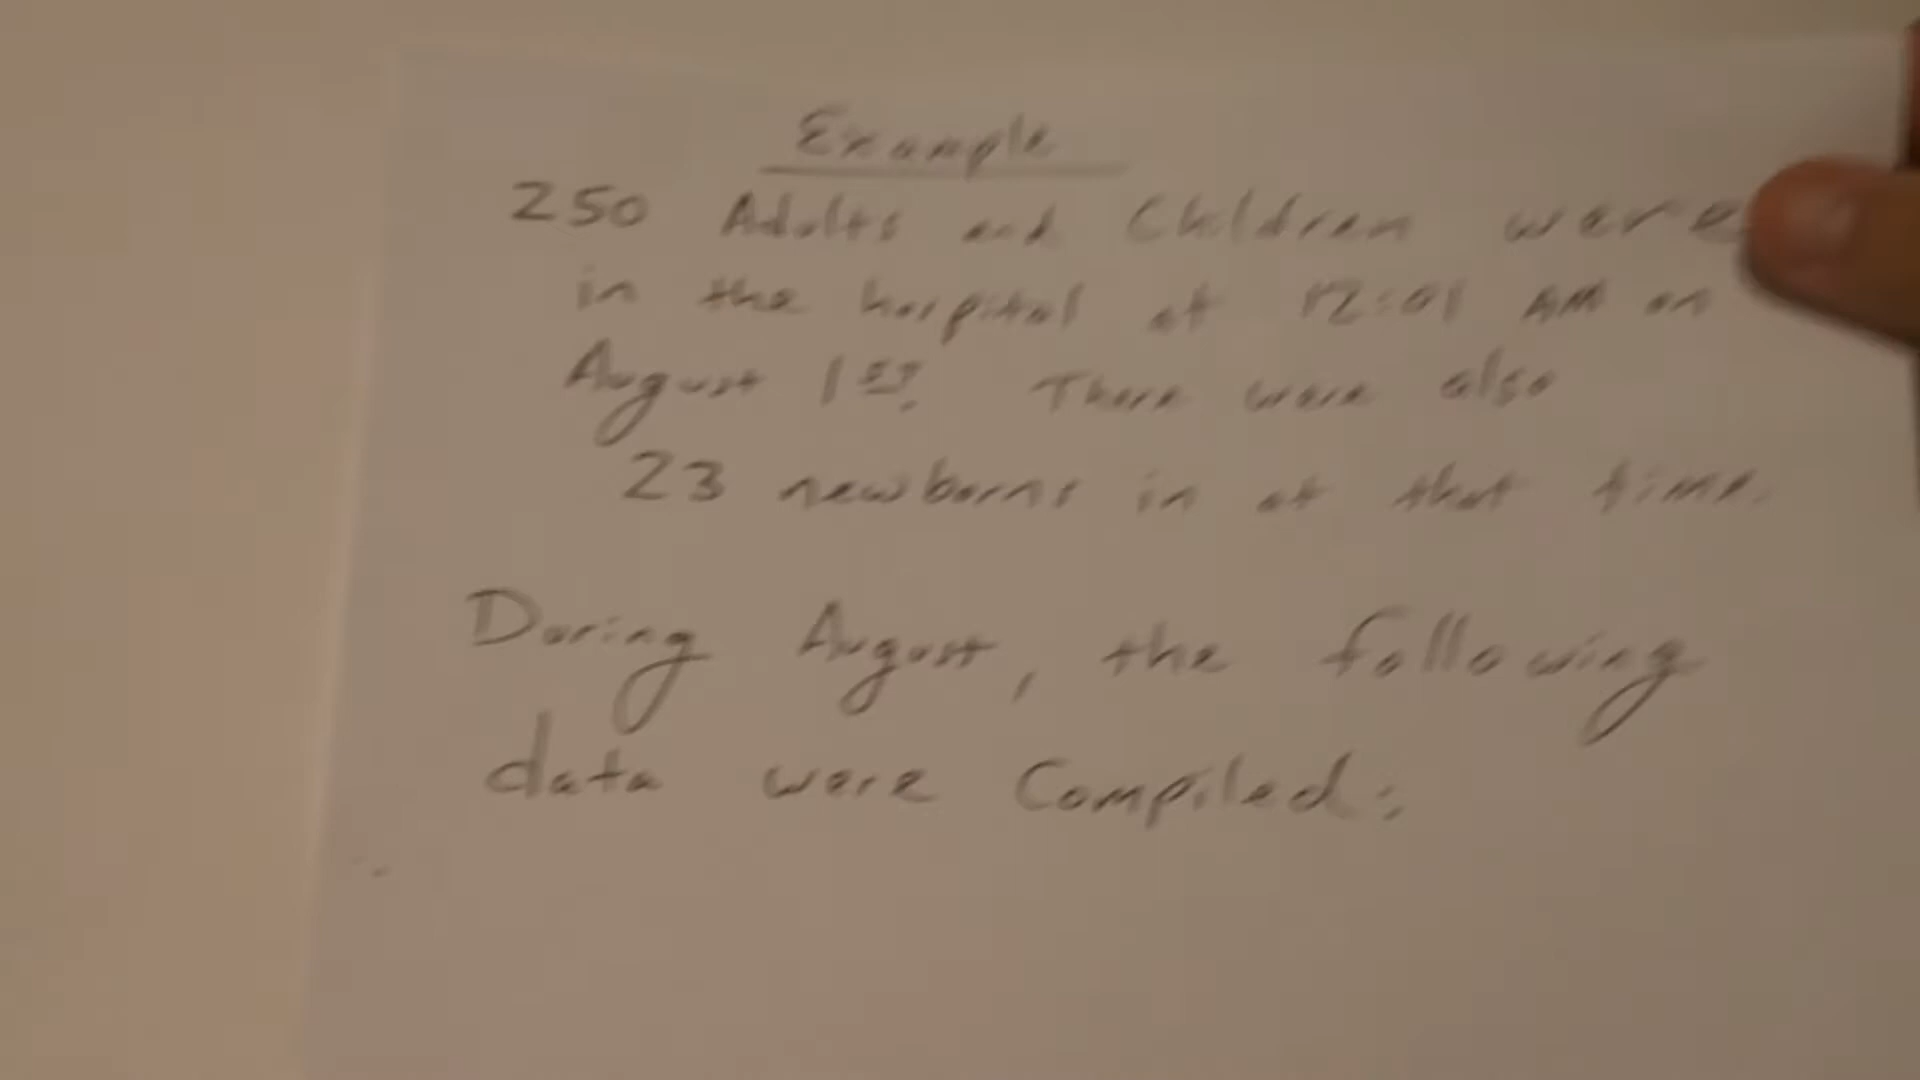 Example
250 Adults and Children were
in the hospital at 12:01 AM on
August 1st. There were also
23 newborns in at that time.
During August, the following
data were Compiled: